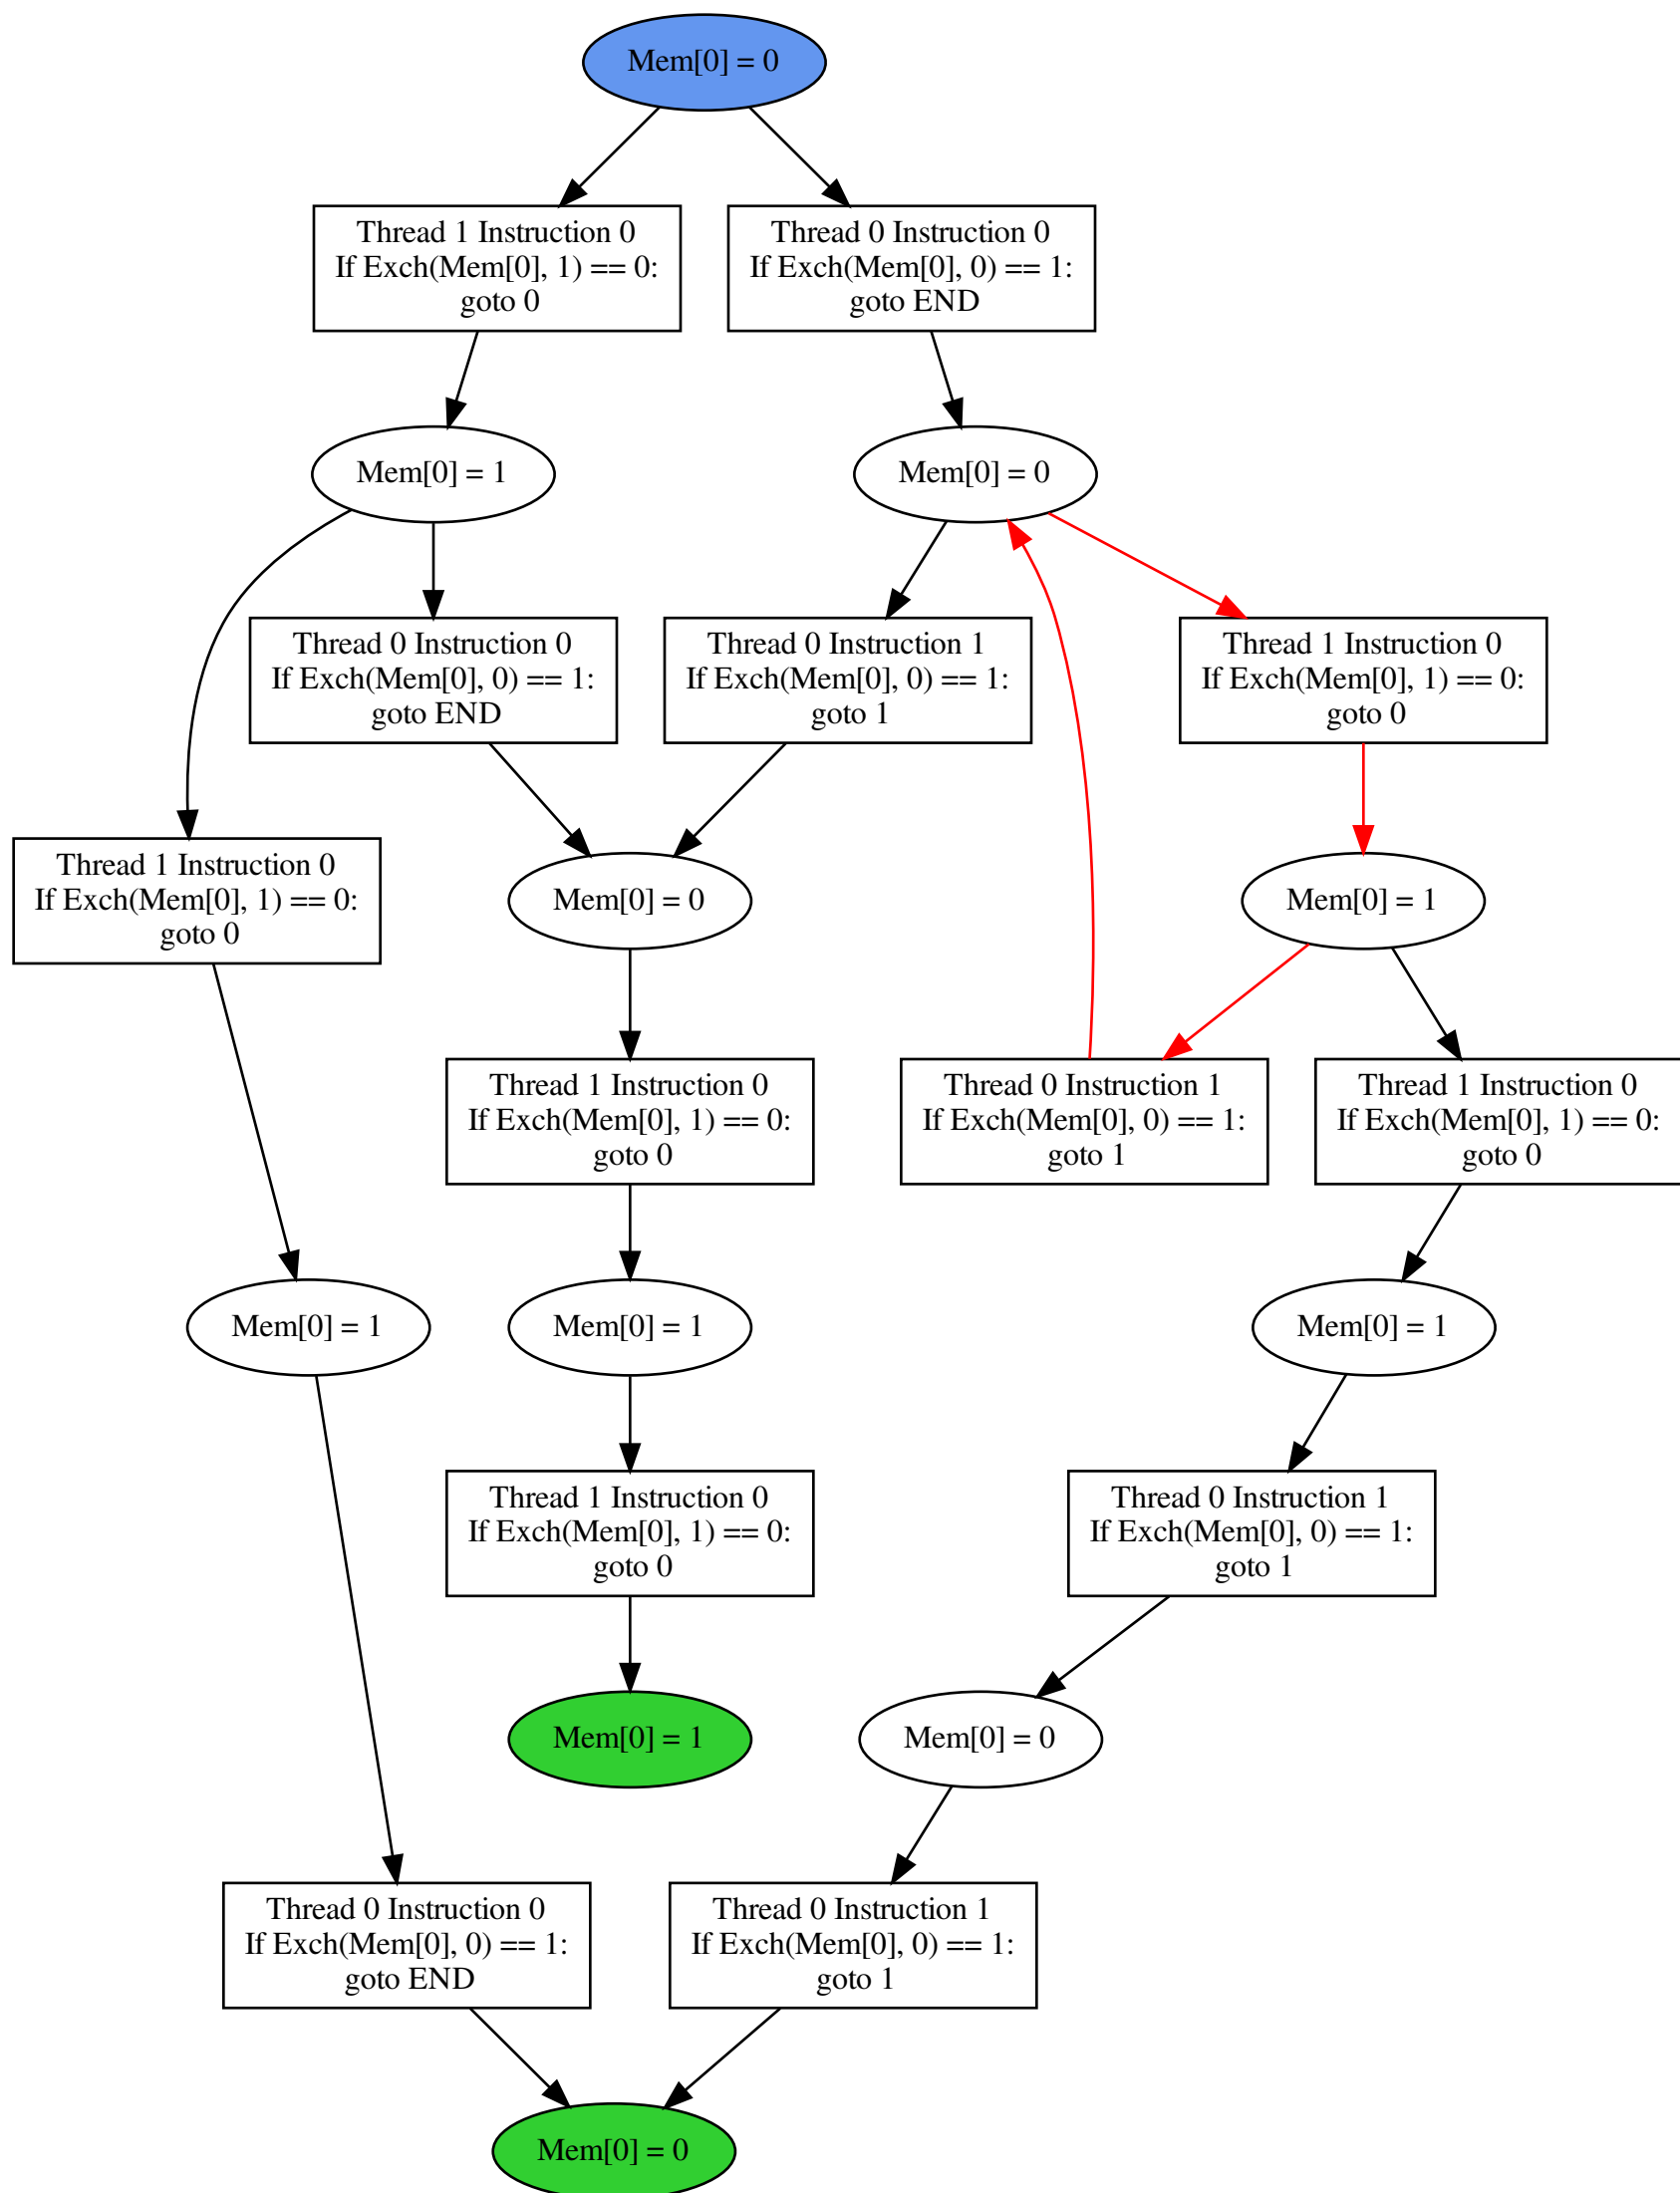 Mem[0] = 0
Thread 1 Instruction 0
If Exch(Mem[0], 1) == 0:
goto 0
Thread 0 Instruction 0
If Exch(Mem[0], 0) == 1:
goto END
Mem[0] = 1
Mem[0] = 0
Thread 0 Instruction 0
If Exch(Mem[0], 0) == 1:
goto END
Thread 0 Instruction 1
If Exch(Mem[0], 0) == 1:
goto 1
Thread 1 Instruction 0
If Exch(Mem[0], 1) == 0:
goto 0
Thread 1 Instruction 0
If Exch(Mem[0], 1) == 0:
goto 0
Mem[0] = 0
Mem[0] = 1
Thread 1 Instruction 0
If Exch(Mem[0], 1) == 0:
goto 0
Thread 0 Instruction 1
If Exch(Mem[0], 0) == 1:
goto 1
Thread 1 Instruction 0
If Exch(Mem[0], 1) == 0:
goto 0
Mem[0] = 1
Mem[0] = 1
Mem[0] = 1
Thread 1 Instruction 0
If Exch(Mem[0], 1) == 0:
goto 0
Thread 0 Instruction 1
If Exch(Mem[0], 0) == 1:
goto 1
Mem[0] = 1
Mem[0] = 0
Thread 0 Instruction 0
If Exch(Mem[0], 0) == 1:
goto END
Thread 0 Instruction 1
If Exch(Mem[0], 0) == 1:
goto 1
Mem[0] = 0